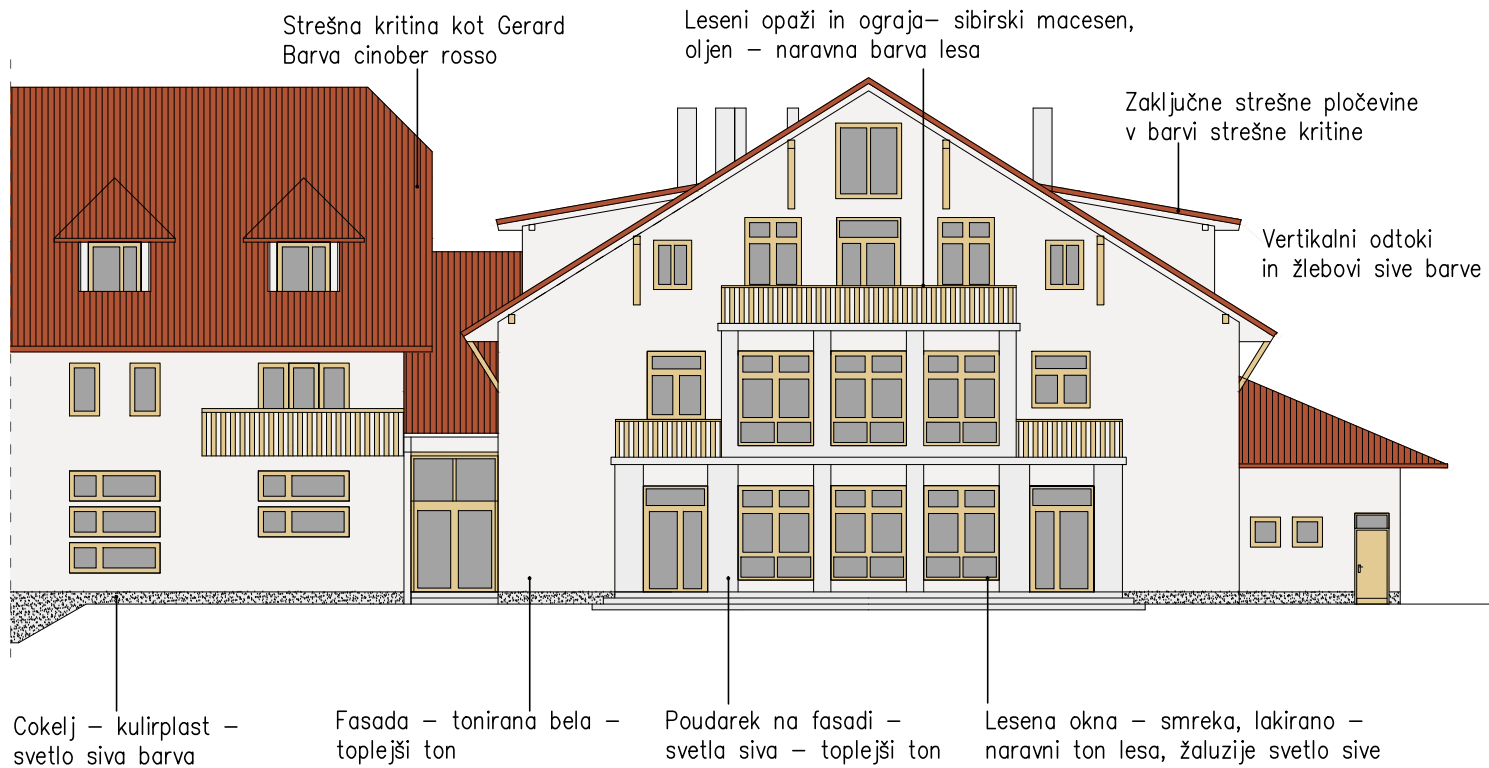 Strešna kritina kot Gerard
Barva cinober rosso
Leseni opaži in ograja– sibirski macesen,
oljen – naravna barva lesa
Zaključne strešne pločevine
v barvi strešne kritine
Vertikalni odtoki
in žlebovi sive barve
Cokelj – kulirplast –
svetlo siva barva
Fasada – tonirana bela –
toplejši ton
Poudarek na fasadi –
svetla siva – toplejši ton
Lesena okna – smreka, lakirano –
naravni ton lesa, žaluzije svetlo sive